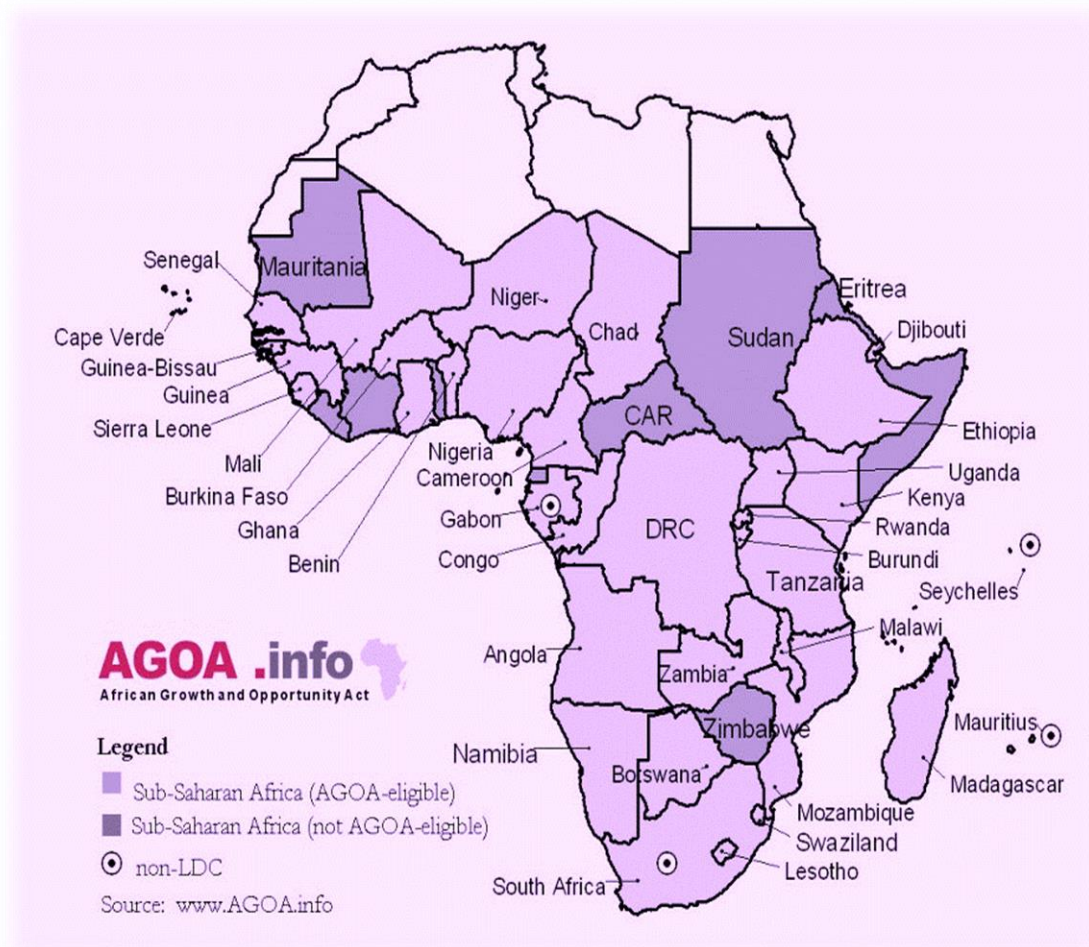 Senegal
Mauritania
Cape Verde
Guinea-Bissau
Guinea
Sierra Leone
Mali
Burkina Faso
Ghana
Benin
Niger
Chad
Sudan
Eritrea
Djibouti
CAR
Nigeria
Cameroon
Gabon
Congo
DRC
Ethiopia
Uganda
Kenya
Rwanda
Burundi
Tanzania
Seychelles
Malawi
Angola
Zambia
Zimbabwe
Mauritius
Namibia
Botswana
Madagascar
Mozambique
Swaziland
Lesotho
South Africa
AGOA .info
African Growth and Opportunity Act
Legend
Sub-Saharan Africa (AGOA-eligible)
Sub-Saharan Africa (not AGOA-eligible)
non-LDC
Source: www.AGOA.info